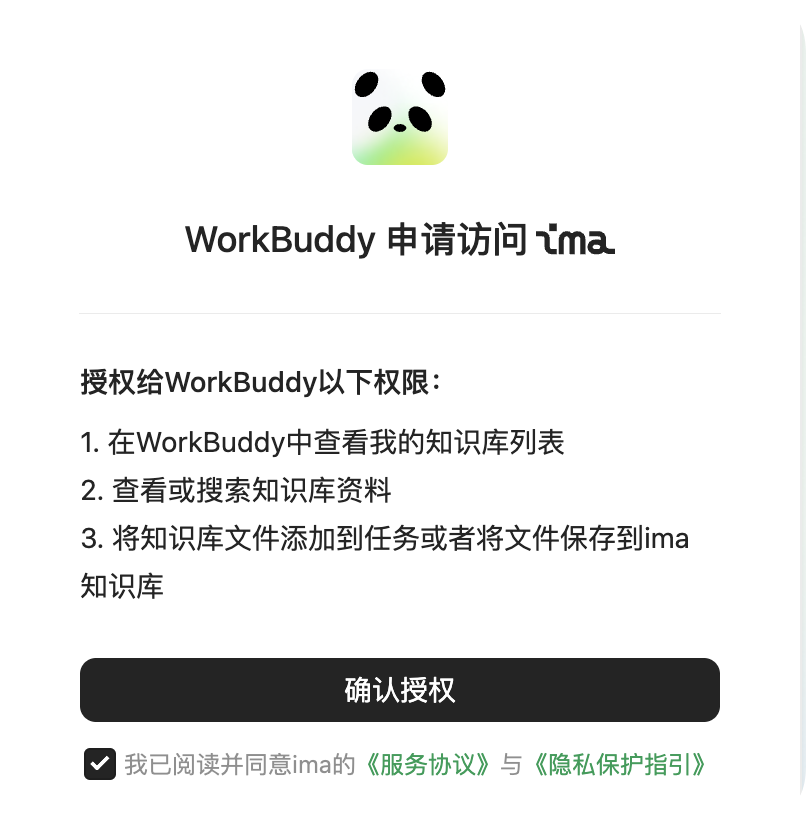 WorkBuddy 申请访问 ima
授权给WorkBuddy以下权限：
1. 在WorkBuddy中查看我的知识库列表
2. 查看或搜索知识库资料
3. 将知识库文件添加到任务或者将文件保存到ima
知识库
确认授权
我已阅读并同意ima的《服务协议》与《隐私保护指引》